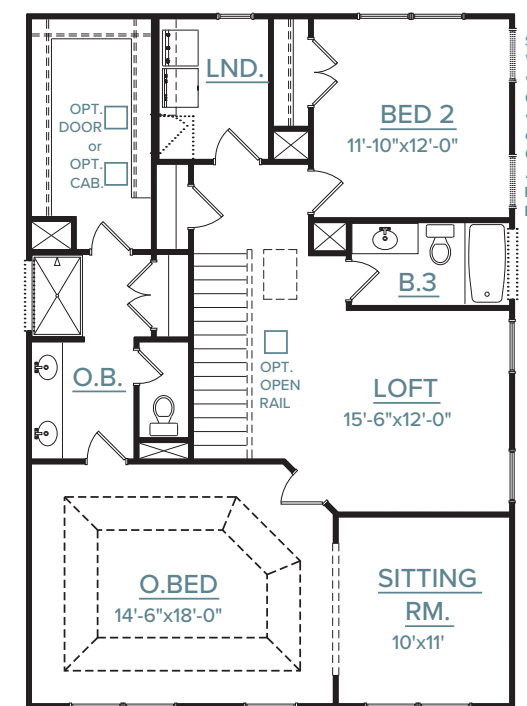 LND.
OPT.
DOOR
or
OPT.
CAB.
BED 2
11'-10"x12'-0"
B.3
O.B.
OPT.
OPEN
RAIL
LOFT
15'-6"x12'-0"
O.BED
14'-6"x18'-0"
SITTING
RM.
10'x11'